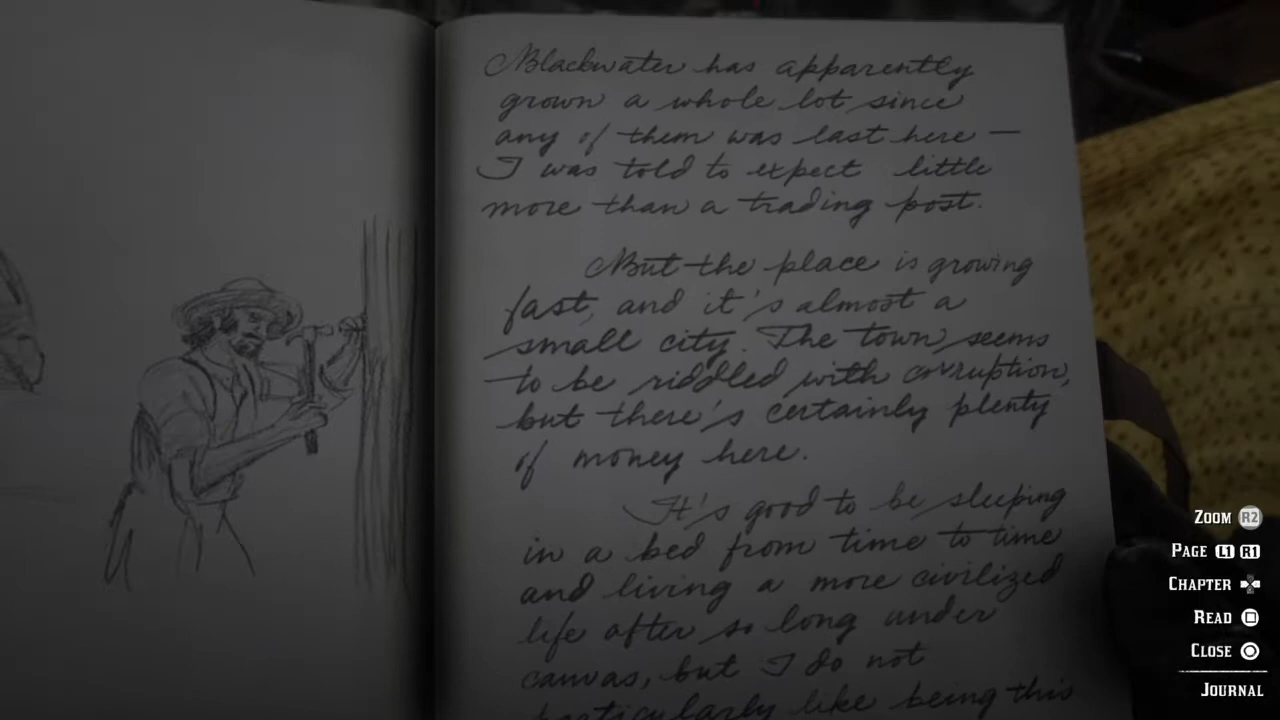 Blackwater has apparently
grown a whole lot since
any of them was last here —
I was told to expect little
more than a trading post.
But the place is growing
fast, and it's almost a
small city. The town seems
to be riddled with corruption,
but there's certainly plenty
of money here.
It's good to be sleeping
in a bed from time to time
and living a more civilized
life after so long under
canvas, but I do not
particularly like being this
ZOOM R2
PAGE L1 R1
CHAPTER
READ
CLOSE
JOURNAL